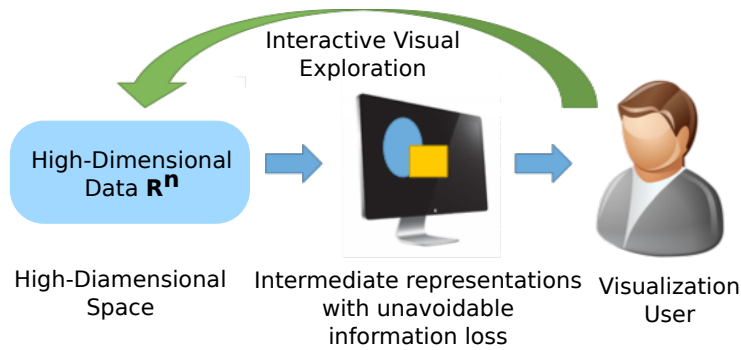 Interactive Visual
Exploration
High-Dimensional
Data Rn
High-Diamensional
Space
Intermediate representations
with unavoidable
information loss
Visualization
User